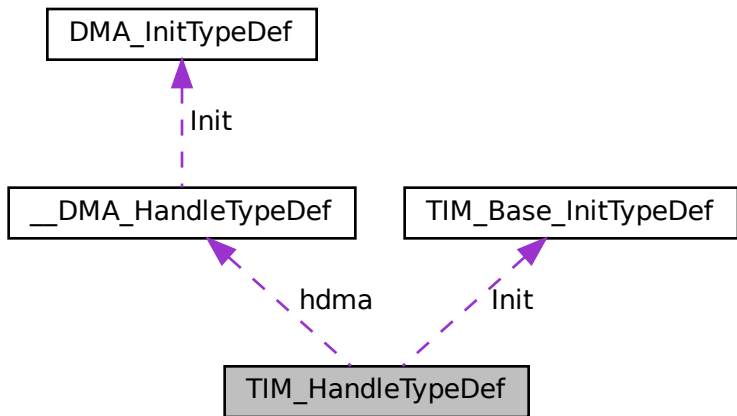 DMA_InitTypeDef
Init
__DMA_HandleTypeDef
TIM_Base_InitTypeDef
hdma
Init
TIM_HandleTypeDef